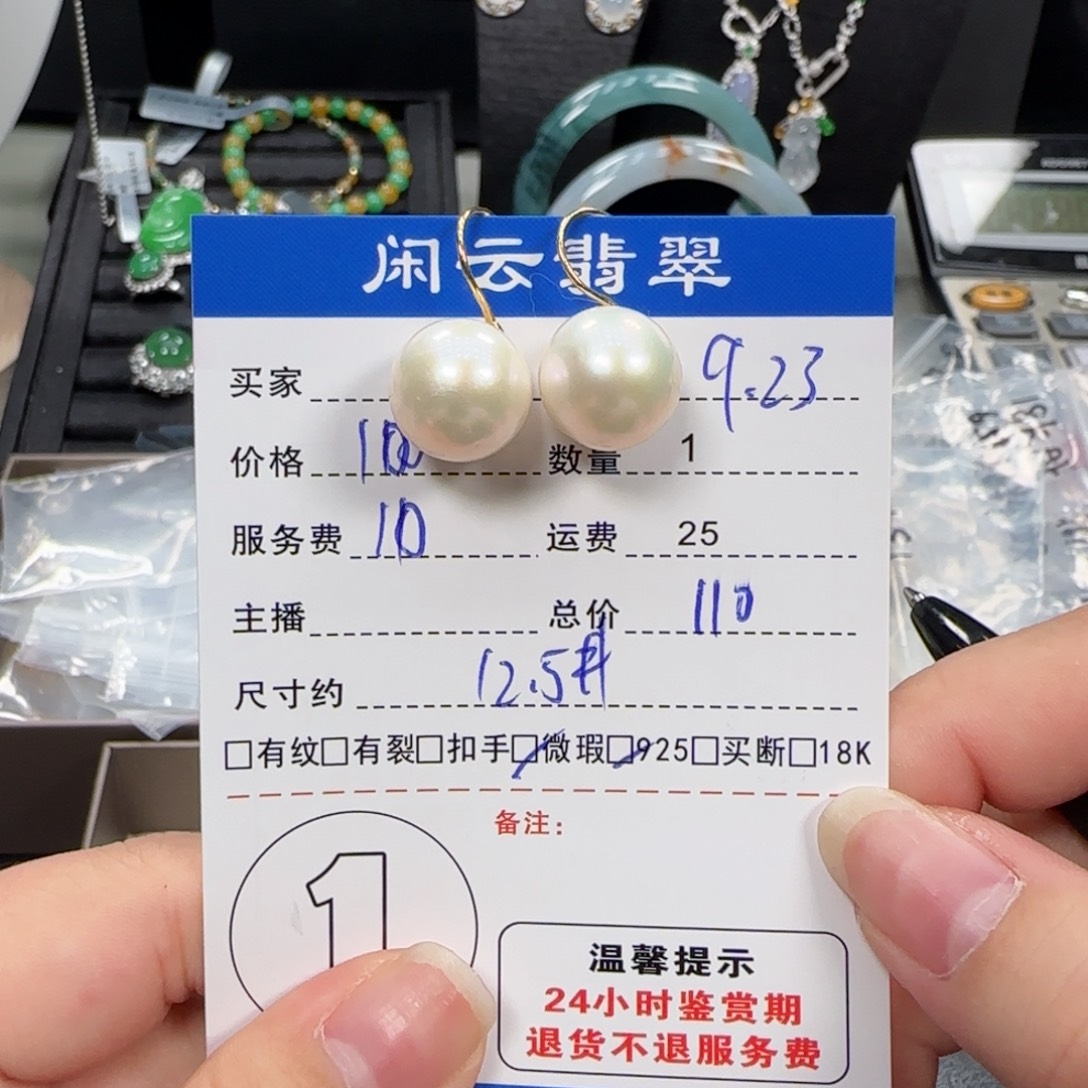 闲云翡翠
买家 9.23
价格 100 数量 1
服务费 10 运费 25
主播 总价 110
尺寸约 12.5
□有纹□有裂□扣手□微瑕□925□买断□18K
备注：
1
温馨提示
24小时鉴赏期
退货不退服务费